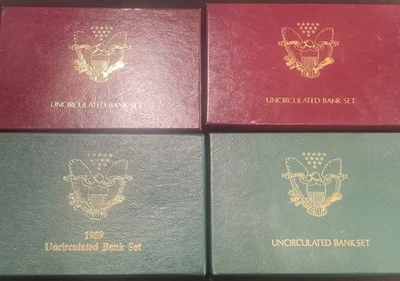 UNCIRCULATED BANK SET
UNCIRCULATED BANK SET
1989
Uncirculated Bank Set
UNCIRCULATED BANK SET